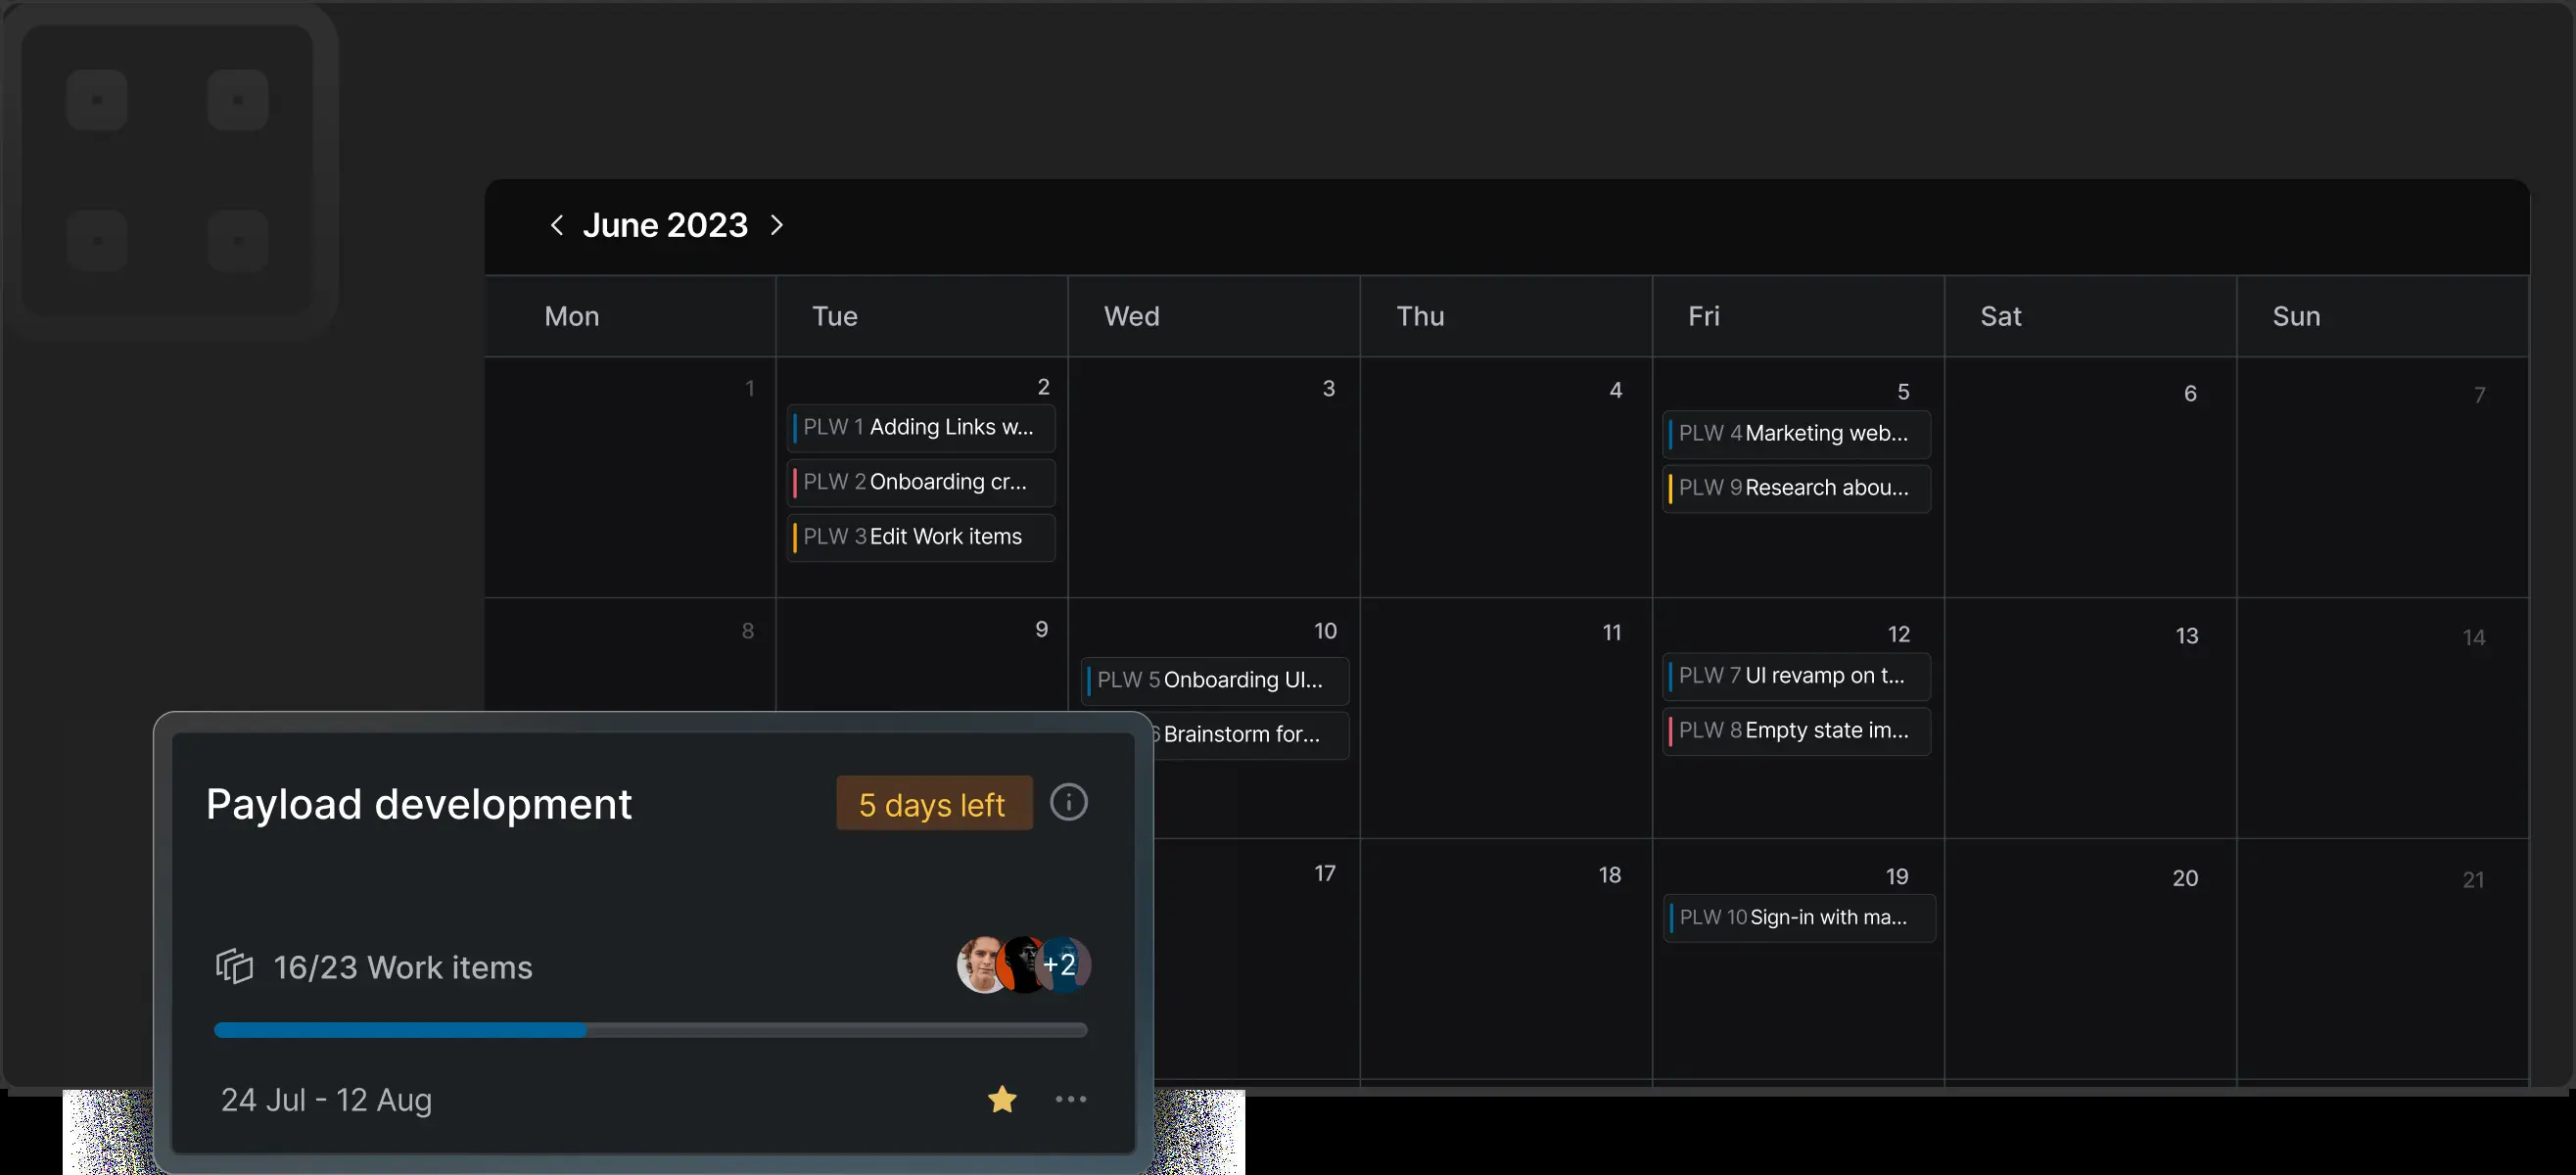 June 2023
Mon Tue Wed Thu Fri Sat Sun
1 2 3 4 5 6 7
PLW 1 Adding Links w...
PLW 2 Onboarding cr...
PLW 3 Edit Work items
PLW 4 Marketing web...
PLW 9 Research abou...
8 9 10 11 12 13 14
PLW 5 Onboarding UI...
6 Brainstorm for...
PLW 7 UI revamp on t...
PLW 8 Empty state im...
17 18 19 20 21
PLW 10 Sign-in with ma...
Payload development
5 days left
16/23 Work items
+2
24 Jul - 12 Aug